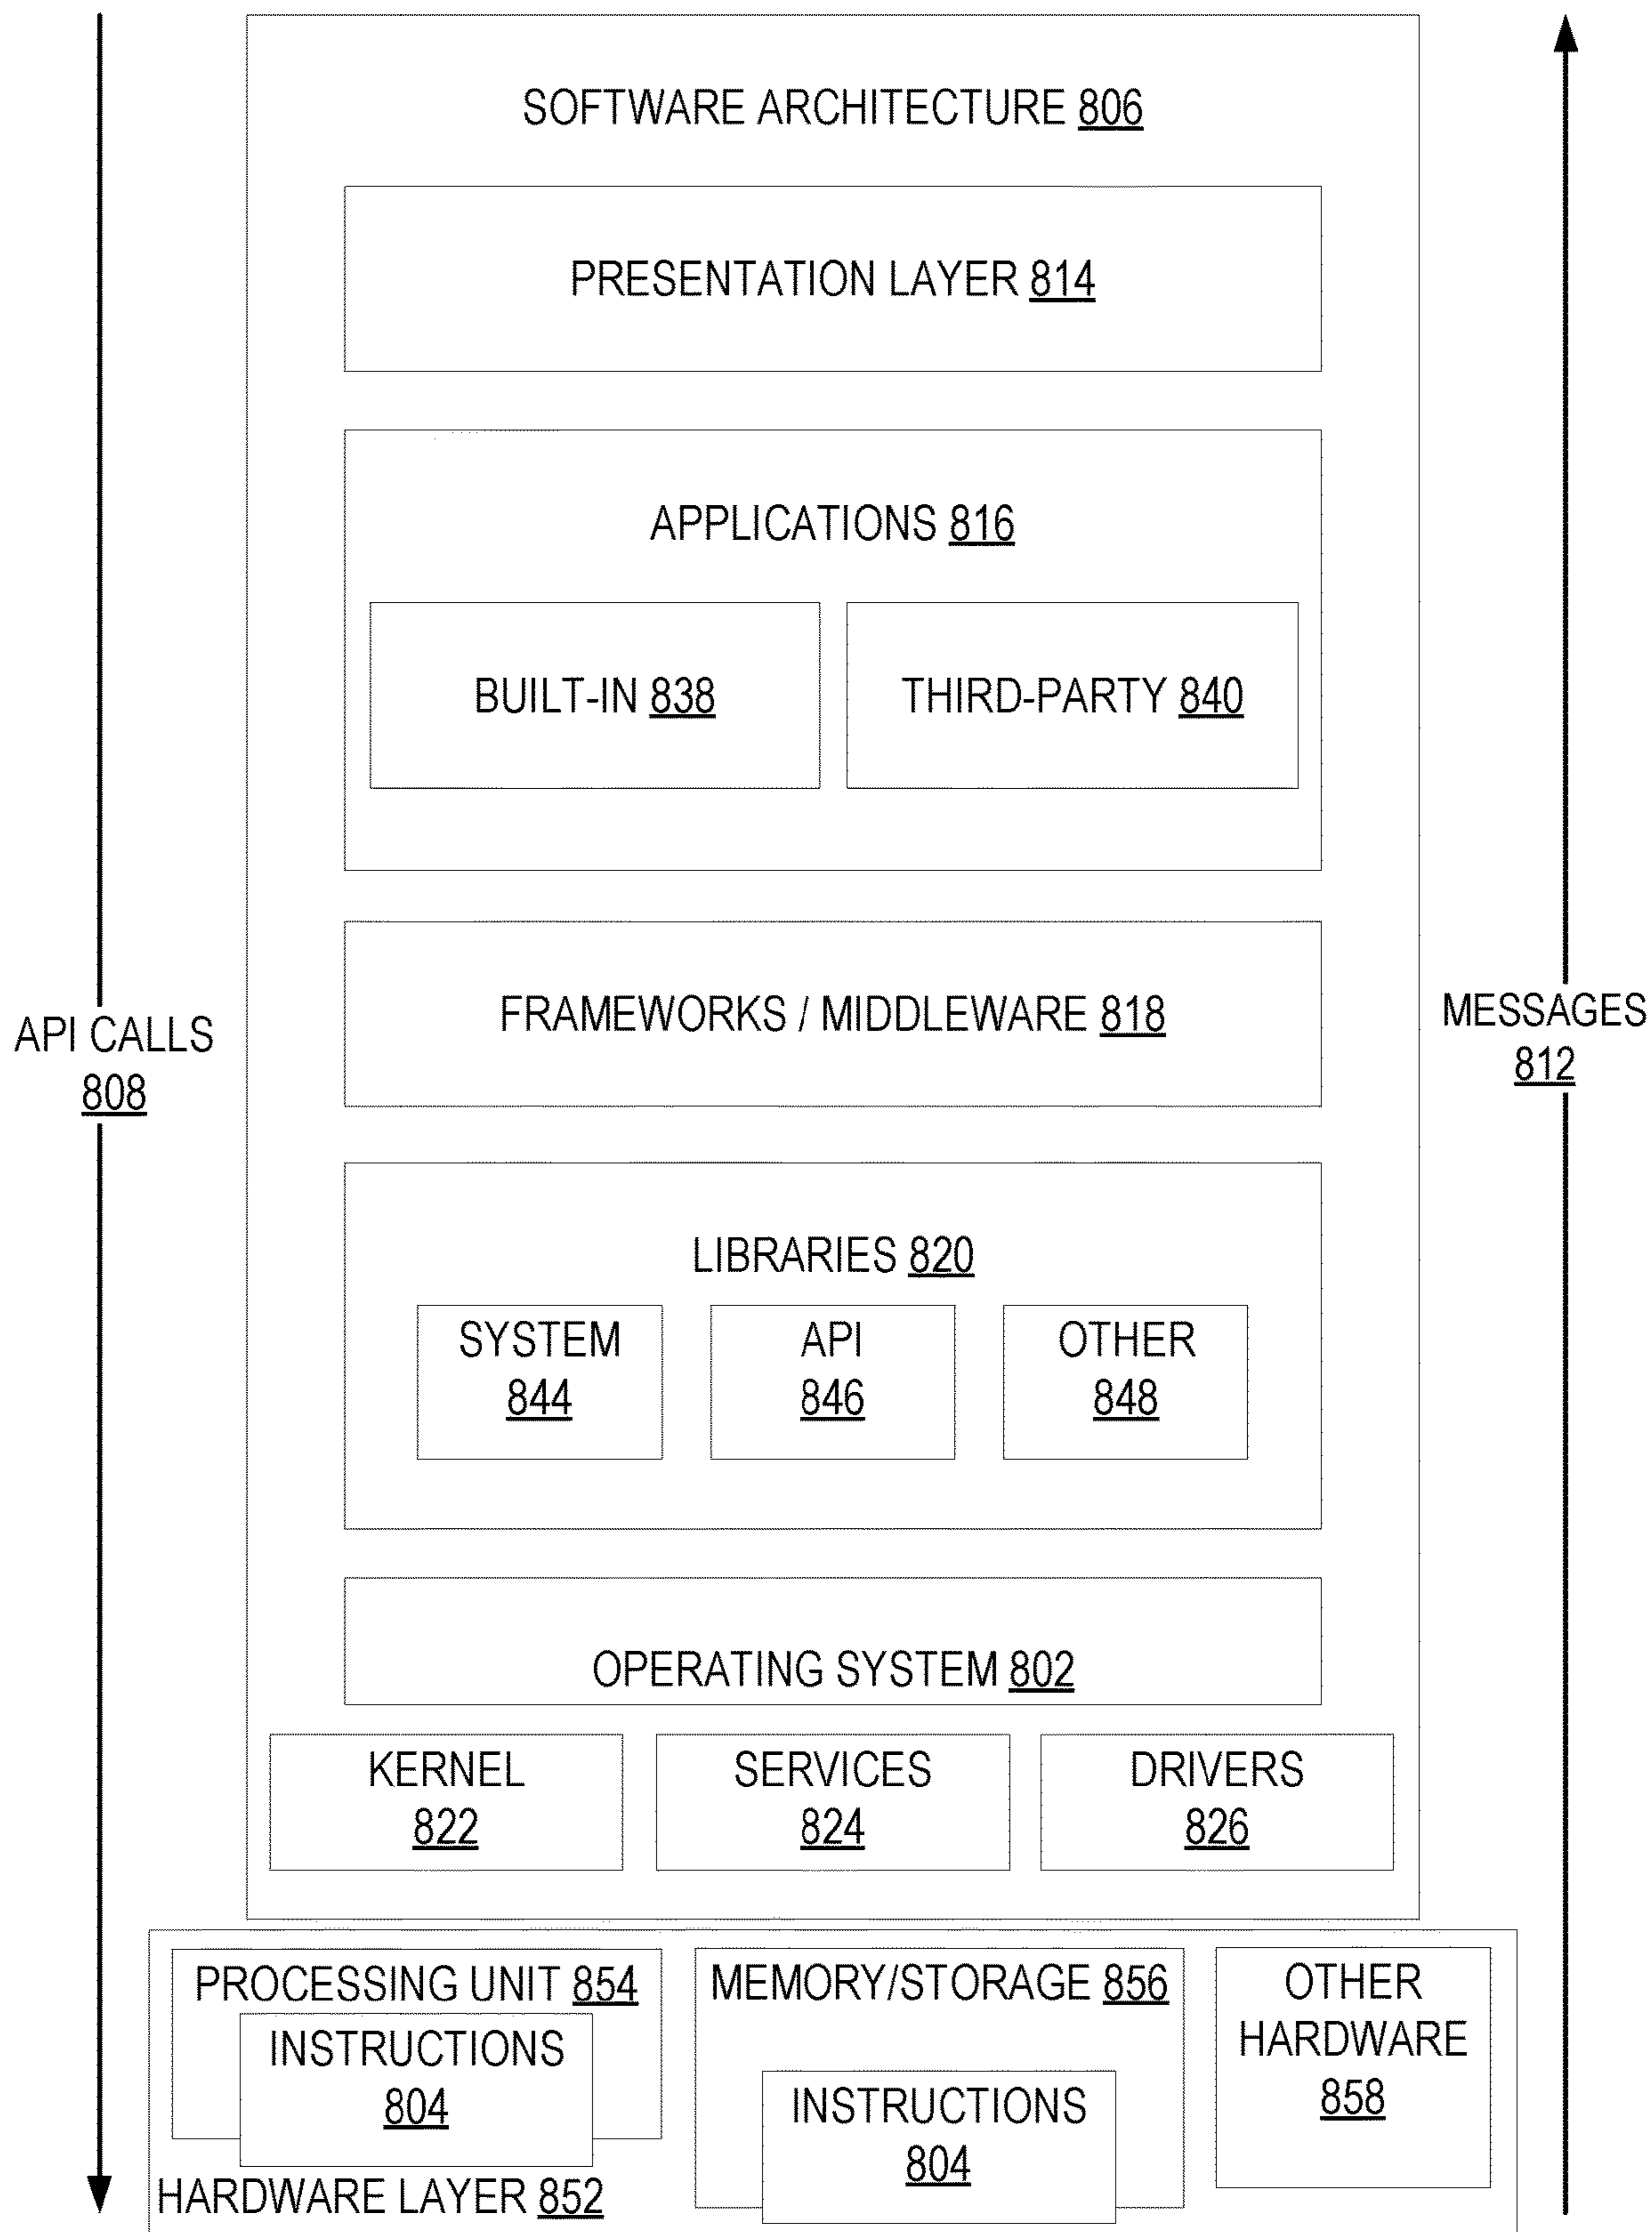 SOFTWARE ARCHITECTURE 806
PRESENTATION LAYER 814
APPLICATIONS 816
BUILT-IN 838
THIRD-PARTY 840
FRAMEWORKS / MIDDLEWARE 818
API CALLS
808
MESSAGES
812
LIBRARIES 820
SYSTEM
844
API
846
OTHER
848
OPERATING SYSTEM 802
KERNEL
822
SERVICES
824
DRIVERS
826
PROCESSING UNIT 854
INSTRUCTIONS
804
MEMORY/STORAGE 856
INSTRUCTIONS
804
OTHER
HARDWARE
858
HARDWARE LAYER 852